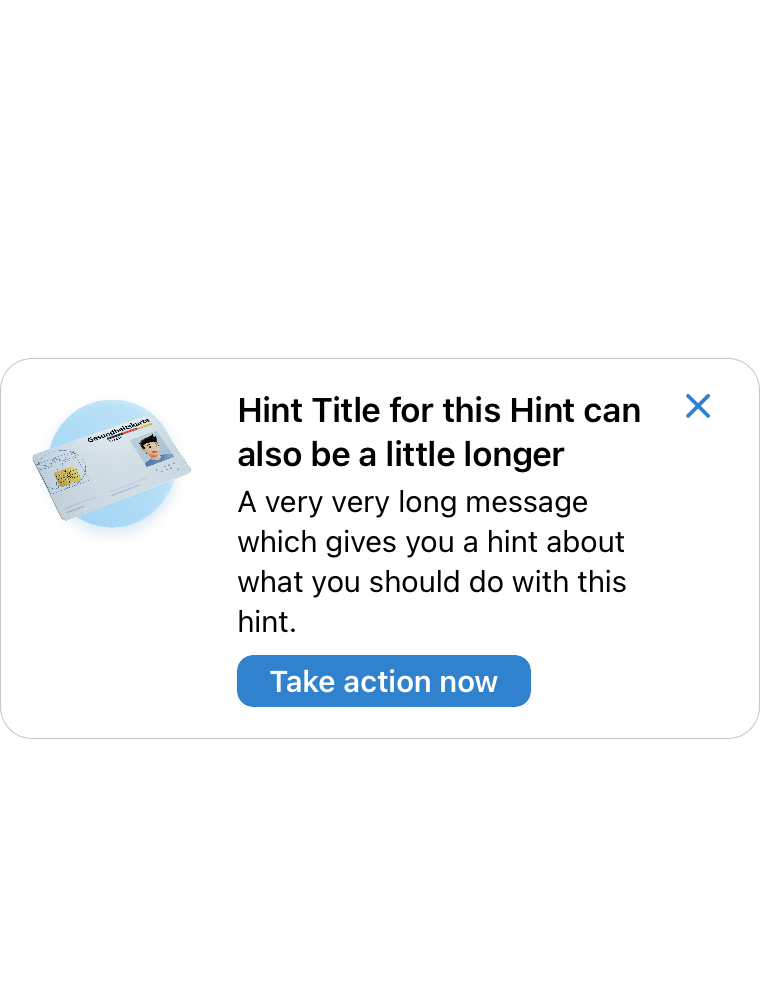 Hint Title for this Hint can
also be a little longer
A very very long message
which gives you a hint about
what you should do with this
hint.
Take action now
Gesundheitskarte